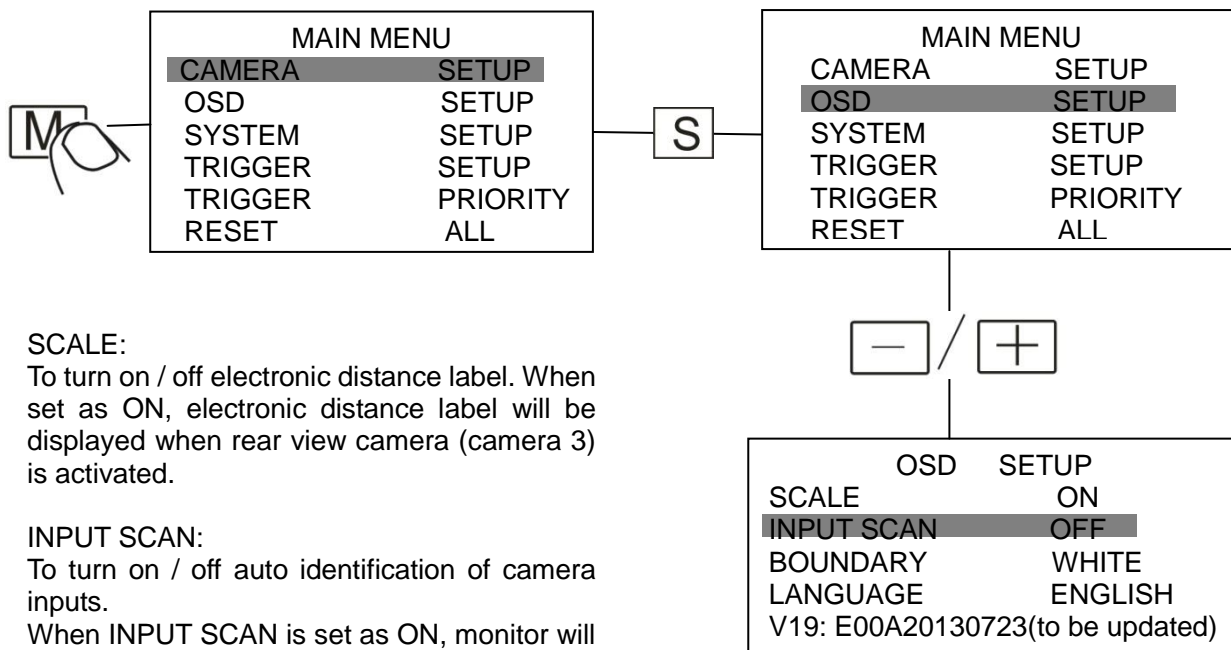 MAIN MENU
CAMERA SETUP
OSD SETUP
SYSTEM SETUP
TRIGGER SETUP
TRIGGER PRIORITY
RESET ALL
M
S
MAIN MENU
CAMERA SETUP
OSD SETUP
SYSTEM SETUP
TRIGGER SETUP
TRIGGER PRIORITY
RESET ALL
− / +
SCALE:
To turn on / off electronic distance label. When
set as ON, electronic distance label will be
displayed when rear view camera (camera 3)
is activated.
INPUT SCAN:
To turn on / off auto identification of camera
inputs.
When INPUT SCAN is set as ON, monitor will
OSD SETUP
SCALE ON
INPUT SCAN OFF
BOUNDARY WHITE
LANGUAGE ENGLISH
V19: E00A20130723(to be updated)